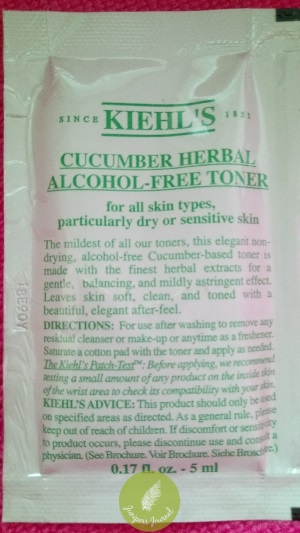 SINCE KIEHL'S 1851
CUCUMBER HERBAL
ALCOHOL-FREE TONER
for all skin types,
particularly dry or sensitive skin
The mildest of all our toners, this elegant non-
drying, alcohol-free Cucumber-based toner is
made with the finest herbal extracts for a
gentle, balancing, and mildly astringent effect.
Leaves skin soft, clean, and toned with a
beautiful, elegant after-feel.
DIRECTIONS: For use after washing to remove any
residual cleanser or make-up or anytime as a freshener.
Saturate a cotton pad with the toner and apply as needed.
The Kiehl's Patch-Test™: Before applying, we recommend
testing a small amount of any product on the inside skin
of the wrist area to check its compatibility with your skin.
KIEHL'S ADVICE: This product should only be used
on specified areas as directed. As a general rule, please
keep out of reach of children. If discomfort or sensitivity
to product occurs, please discontinue use and consult a
physician. (See Brochure. Voir Brochure. Siehe Broschüre.)
0.17 fl. oz. - 5 ml
Junipers Journal